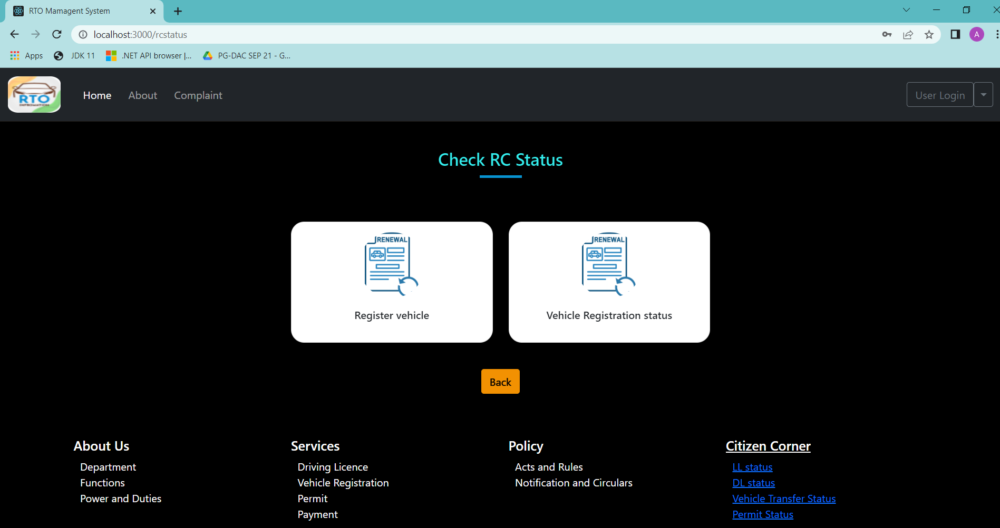 RTO Mamagent System
localhost:3000/rcstatus
A
Apps
JDK 11
.NET API browser |...
PG-DAC SEP 21 - G...
RTO
INFROMATION
Home
About
Complaint
User Login
Check RC Status
RENEWAL
Register vehicle
RENEWAL
Vehicle Registration status
Back
About Us
Department
Functions
Power and Duties
Services
Driving Licence
Vehicle Registration
Permit
Payment
Policy
Acts and Rules
Notification and Circulars
Citizen Corner
LL status
DL status
Vehicle Transfer Status
Permit Status